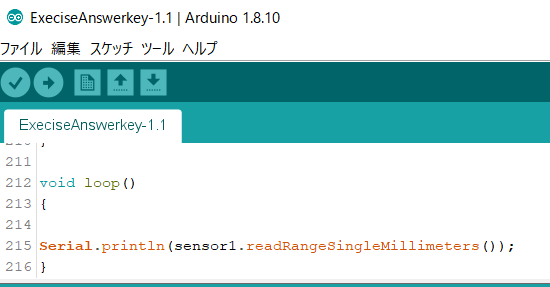 ExeciseAnswerkey-1.1 | Arduino 1.8.10
ファイル 編集 スケッチ ツール ヘルプ
ExeciseAnswerkey-1.1
210 }
211
212 void loop()
213 {
214
215 Serial.println(sensor1.readRangeSingleMillimeters());
216 }